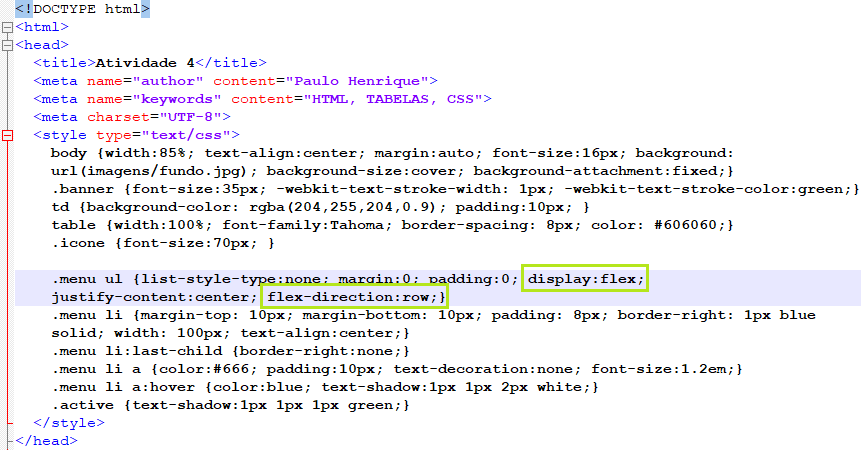 <!DOCTYPE html>
<html>
<head>
<title>Atividade 4</title>
<meta name="author" content="Paulo Henrique">
<meta name="keywords" content="HTML, TABELAS, CSS">
<meta charset="UTF-8">
<style type="text/css">
body {width:85%; text-align:center; margin:auto; font-size:16px; background:
url(imagens/fundo.jpg); background-size:cover; background-attachment:fixed;}
.banner {font-size:35px; -webkit-text-stroke-width: 1px; -webkit-text-stroke-color:green;}
td {background-color: rgba(204,255,204,0.9); padding:10px; }
table {width:100%; font-family:Tahoma; border-spacing: 8px; color: #606060;}
.icone {font-size:70px; }
.menu ul {list-style-type:none; margin:0; padding:0; display:flex;
justify-content:center; flex-direction:row;}
.menu li {margin-top: 10px; margin-bottom: 10px; padding: 8px; border-right: 1px blue
solid; width: 100px; text-align:center;}
.menu li:last-child {border-right:none;}
.menu li a {color:#666; padding:10px; text-decoration:none; font-size:1.2em;}
.menu li a:hover {color:blue; text-shadow:1px 1px 2px white;}
.active {text-shadow:1px 1px 1px green;}
</style>
</head>